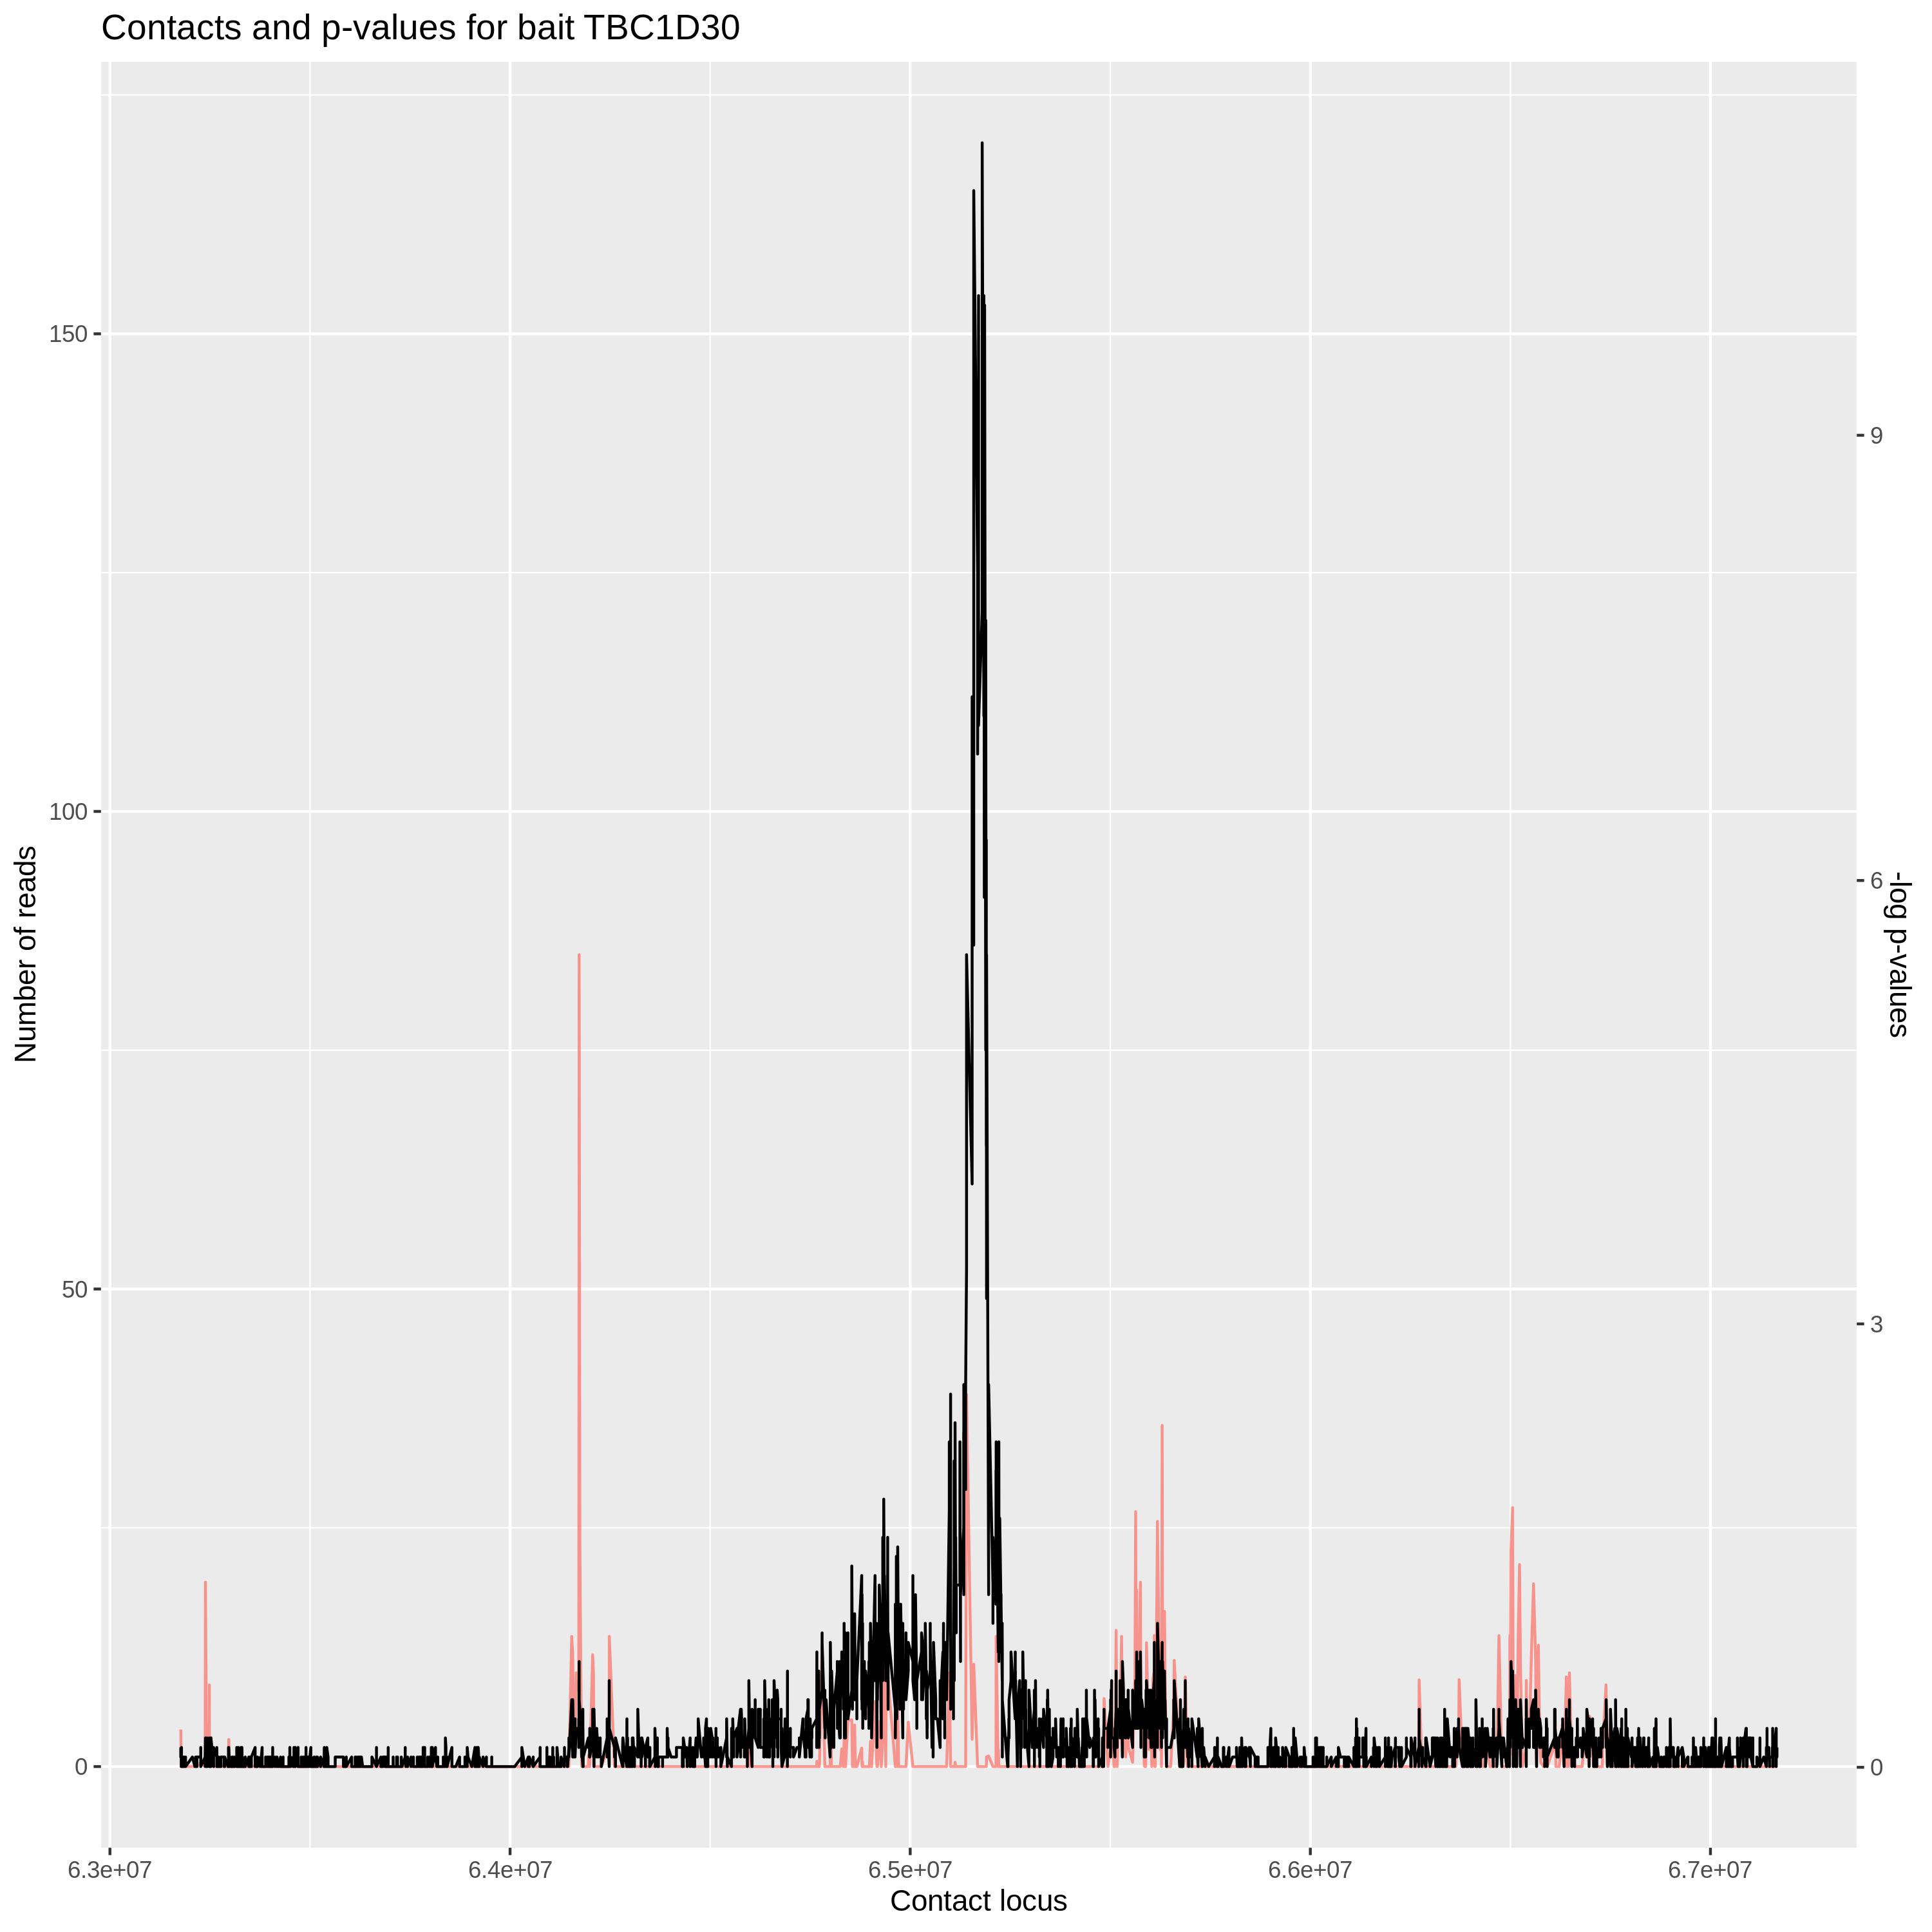 Contacts and p-values for bait TBC1D30
150
100
50
0
Number of reads
9
6
3
0
-log p-values
6.3e+07 6.4e+07 6.5e+07 6.6e+07 6.7e+07
Contact locus